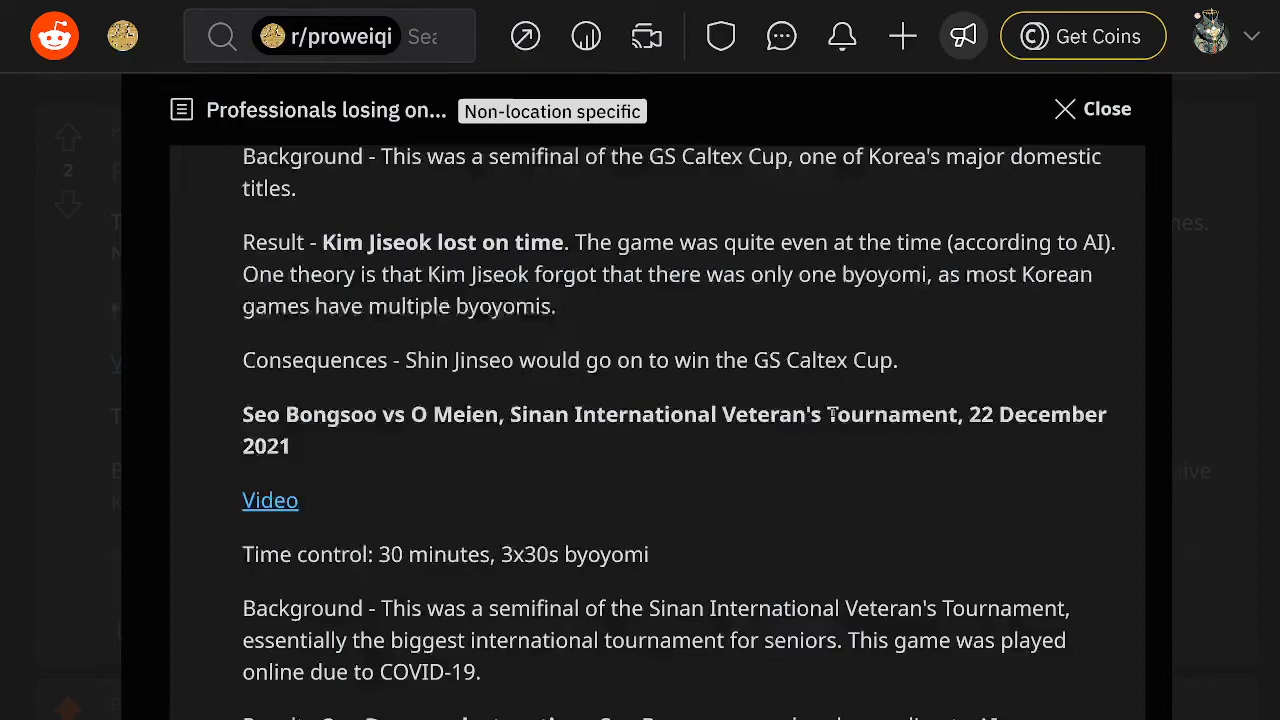 r/proweiqi Sea
Get Coins
Professionals losing on... Non-location specific
Close
2
Background - This was a semifinal of the GS Caltex Cup, one of Korea's major domestic
titles.
Result - Kim Jiseok lost on time. The game was quite even at the time (according to AI).
One theory is that Kim Jiseok forgot that there was only one byoyomi, as most Korean
games have multiple byoyomis.
Consequences - Shin Jinseo would go on to win the GS Caltex Cup.
Seo Bongsoo vs O Meien, Sinan International Veteran's Tournament, 22 December
2021
Video
Time control: 30 minutes, 3x30s byoyomi
Background - This was a semifinal of the Sinan International Veteran's Tournament,
essentially the biggest international tournament for seniors. This game was played
online due to COVID-19.